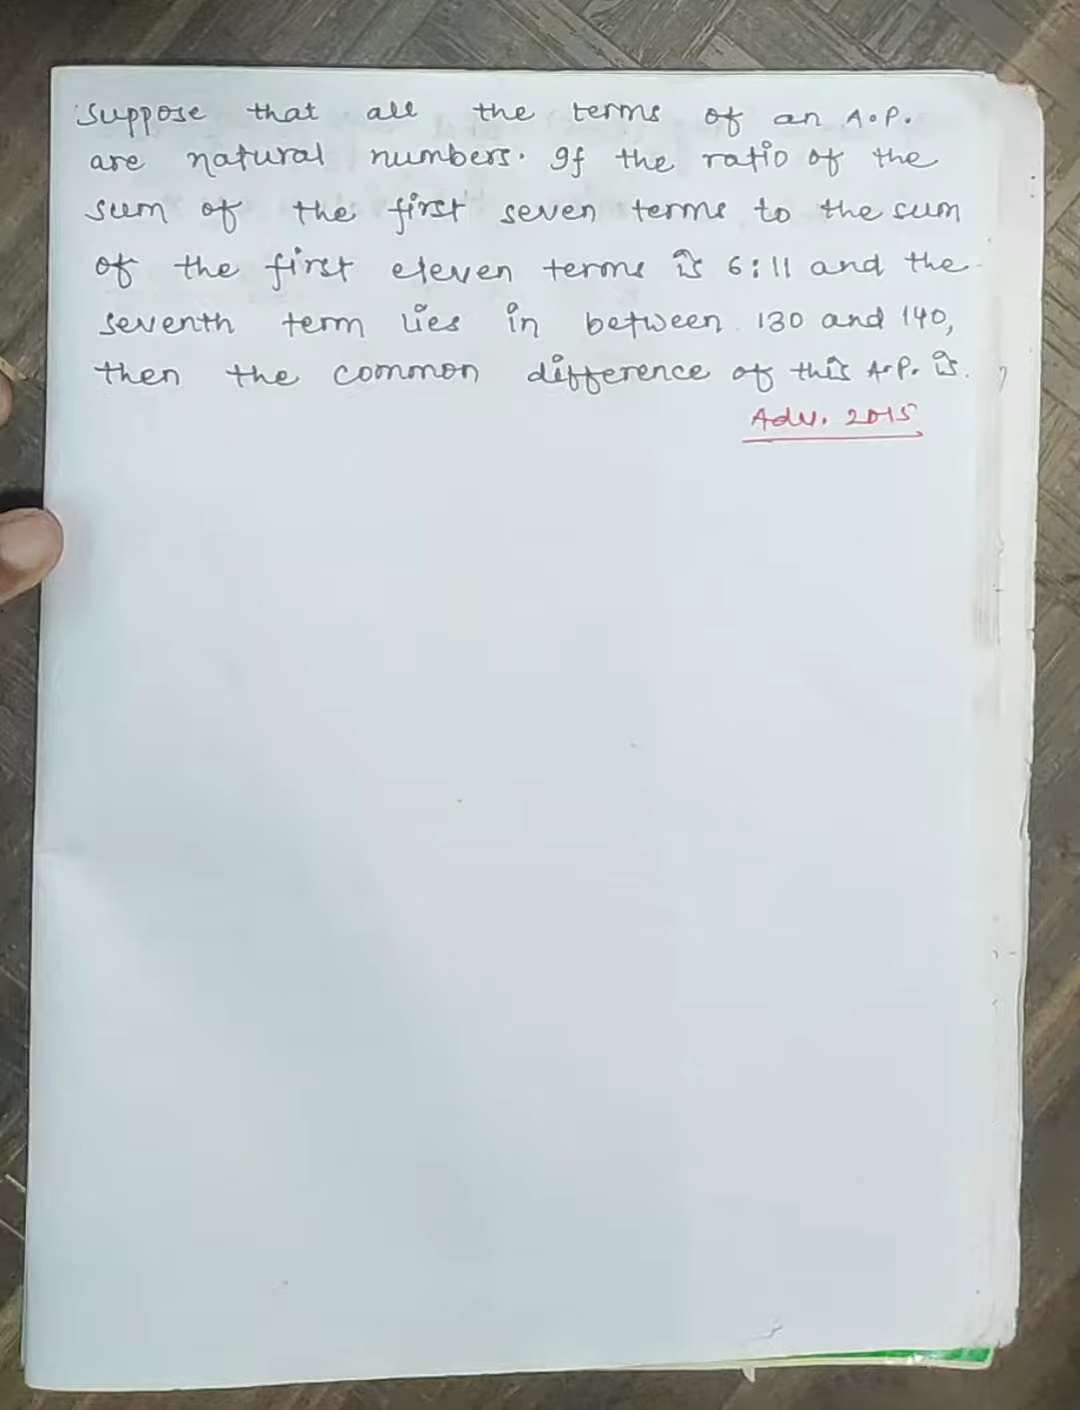 Suppose that all the terms of an A.P.
are natural numbers. If the ratio of the
sum of the first seven terms to the sum
of the first eleven terms is 6:11 and the
seventh term lies in between 130 and 140,
then the common difference of this A.P. is.
Adv. 2015